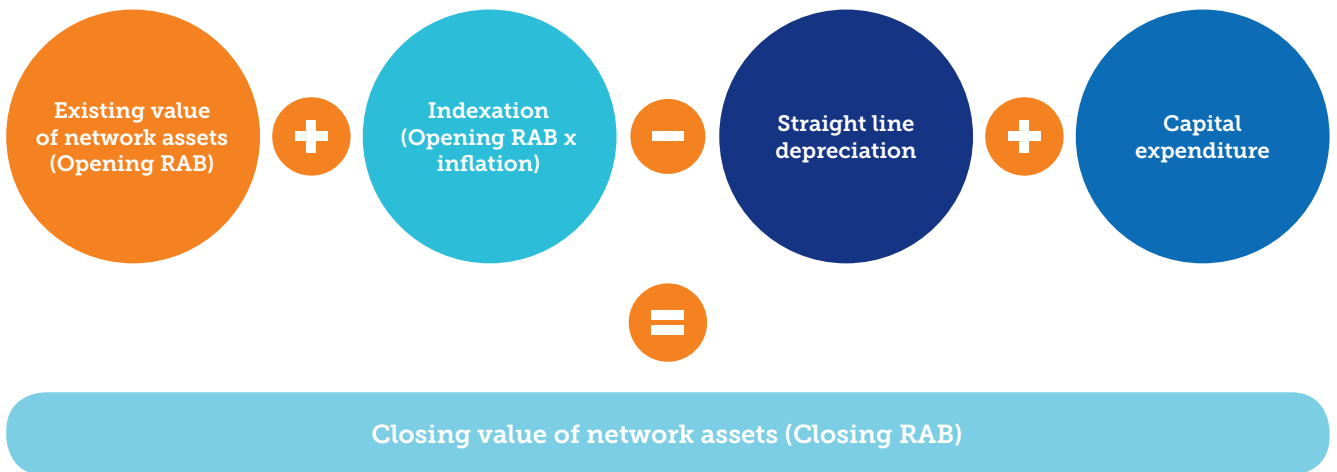 Existing value
of network assets
(Opening RAB)
+
Indexation
(Opening RAB x
inflation)
−
Straight line
depreciation
+
Capital
expenditure
=
Closing value of network assets (Closing RAB)